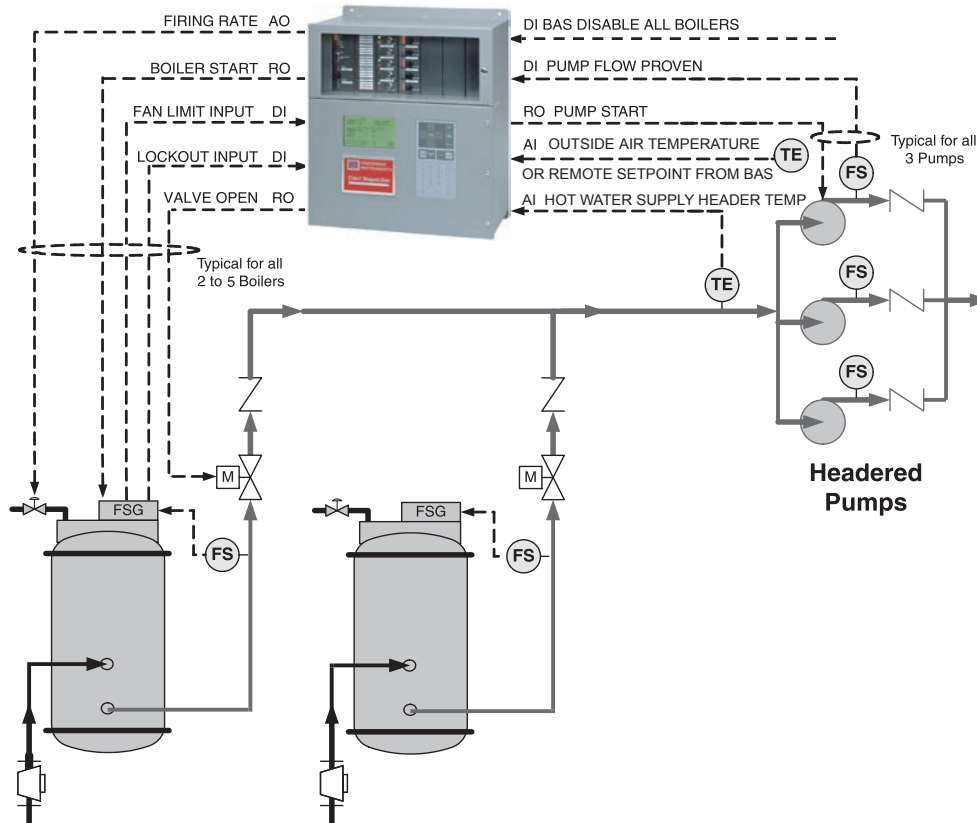 FIRING RATE AO
BOILER START RO
FAN LIMIT INPUT DI
LOCKOUT INPUT DI
VALVE OPEN RO
DI BAS DISABLE ALL BOILERS
DI PUMP FLOW PROVEN
RO PUMP START
AI OUTSIDE AIR TEMPERATURE
OR REMOTE SETPOINT FROM BAS
AI HOT WATER SUPPLY HEADER TEMP
TE
Typical for all
3 Pumps
FS
Typical for all
2 to 5 Boilers
TE
FS
FS
Headered
Pumps
M
M
FSG
FS
FSG
FS